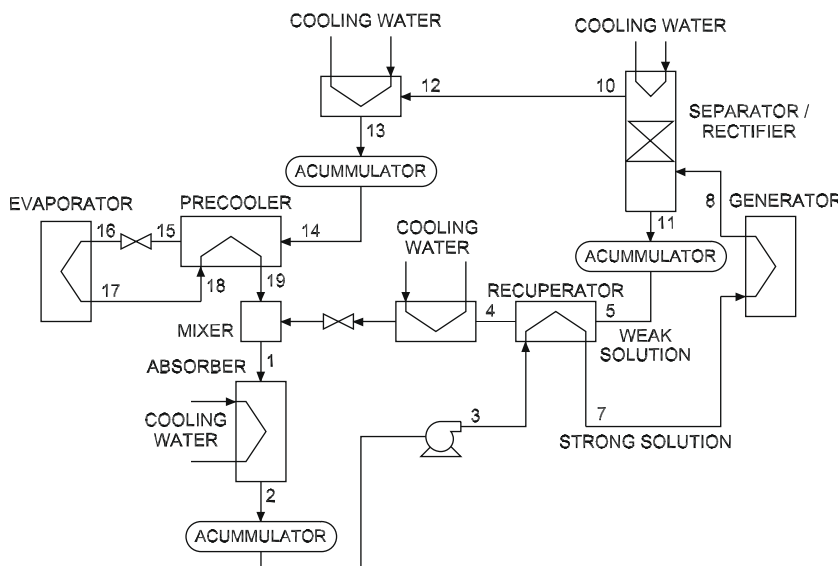 COOLING WATER
COOLING WATER
12
10
SEPARATOR /
RECTIFIER
13
ACUMMULATOR
EVAPORATOR
PRECOOLER
8
GENERATOR
16
15
14
11
COOLING
WATER
ACUMMULATOR
17
18
19
RECUPERATOR
4
5
MIXER
WEAK
SOLUTION
ABSORBER
1
COOLING
WATER
3
7
STRONG SOLUTION
2
ACUMMULATOR